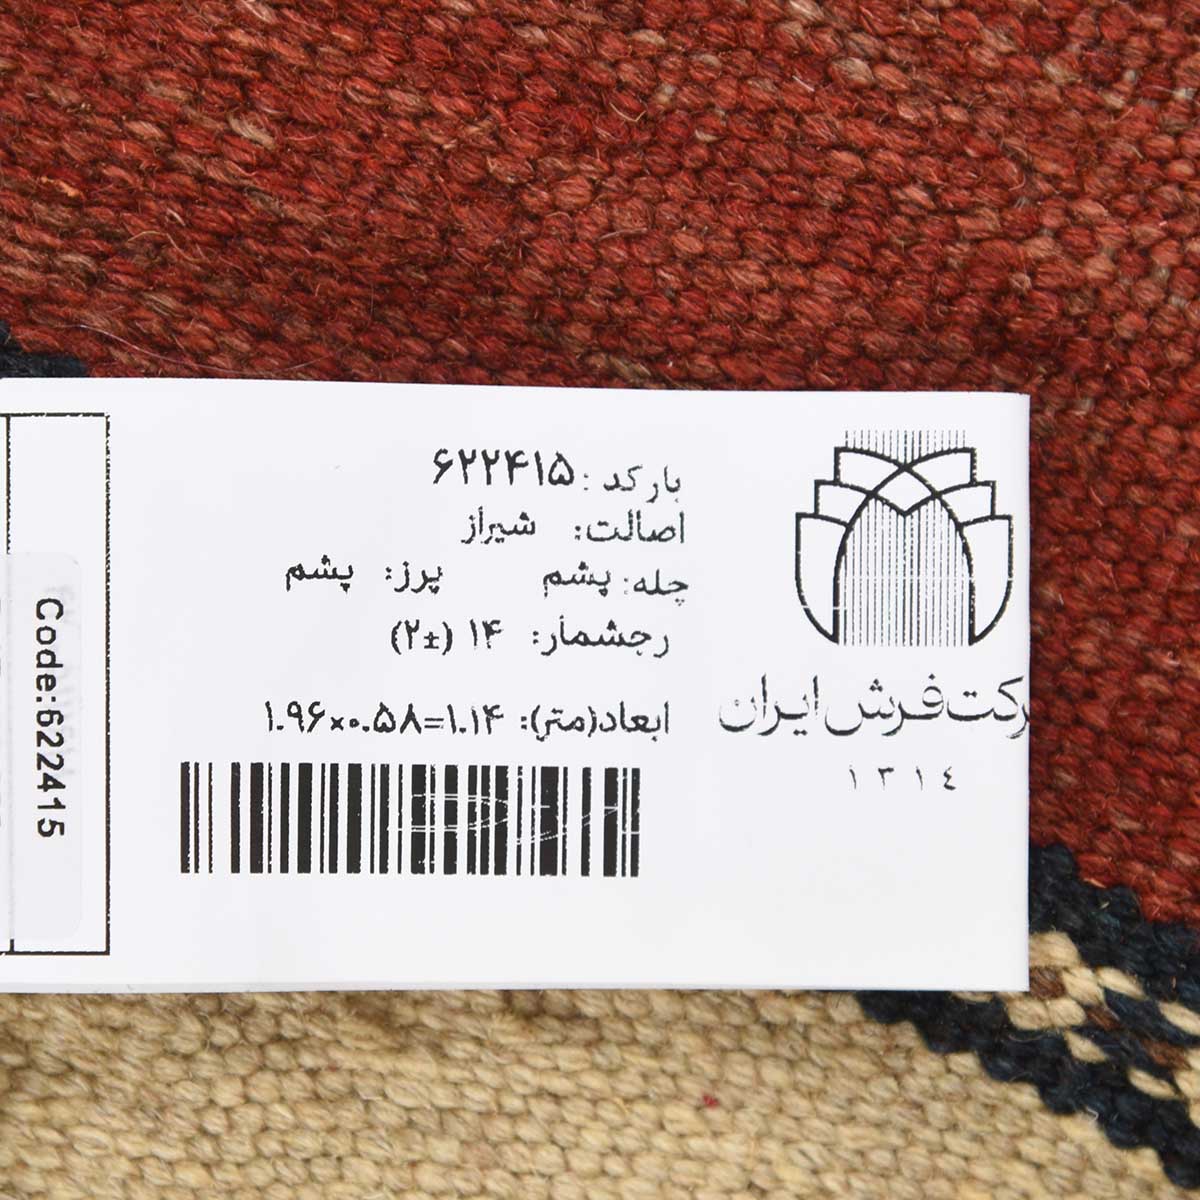 بارکد: ۶۲۲۴۱۵
اصالت: شیراز
چله: پشم پرز: پشم
رجشمار: ۱۴ (±۲)
ابعاد(متر): ۱.۹۶×۰.۵۸=۱.۱۴
رکت فرش ایران
١٣١٤
Code:622415